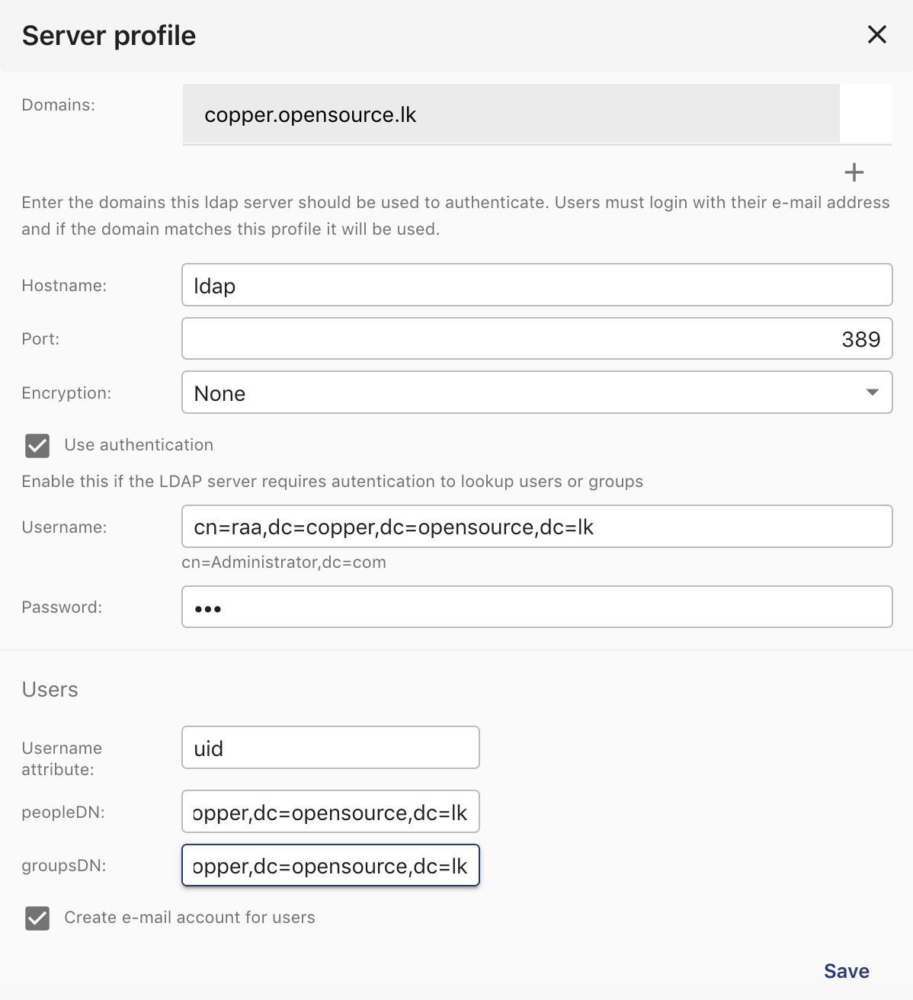 Server profile
Domains:
copper.opensource.lk
Enter the domains this ldap server should be used to authenticate. Users must login with their e-mail address
and if the domain matches this profile it will be used.
Hostname:
ldap
Port:
389
Encryption:
None
Use authentication
Enable this if the LDAP server requires autentication to lookup users or groups
Username:
cn=raa,dc=copper,dc=opensource,dc=lk
cn=Administrator,dc=com
Password:
•••
Users
Username
attribute:
uid
peopleDN:
opper,dc=opensource,dc=lk
groupsDN:
opper,dc=opensource,dc=lk
Create e-mail account for users
Save